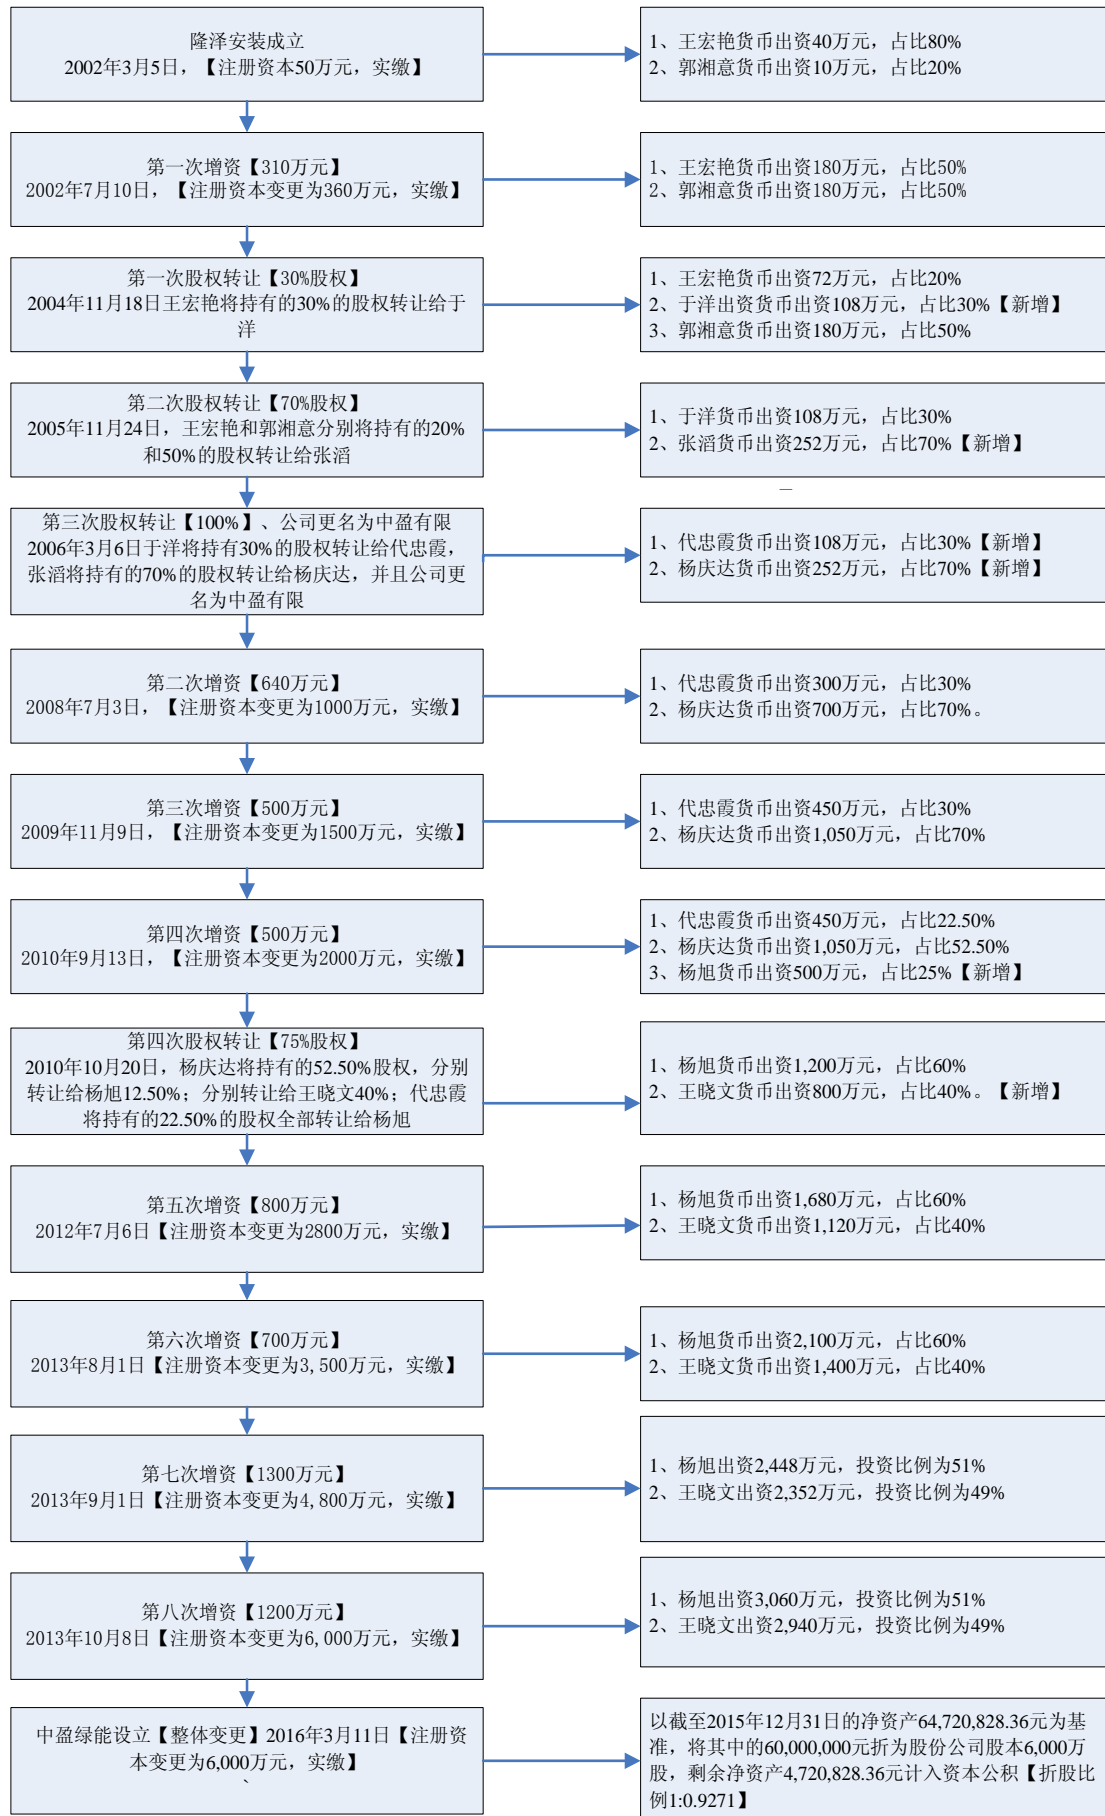 隆泽安装成立
2002年3月5日，【注册资本50万元，实缴】
1、王宏艳货币出资40万元，占比80%
2、郭湘意货币出资10万元，占比20%
第一次增资【310万元】
2002年7月10日，【注册资本变更为360万元，实缴】
1、王宏艳货币出资180万元，占比50%
2、郭湘意货币出资180万元，占比50%
第一次股权转让【30%股权】
2004年11月18日王宏艳将持有的30%的股权转让给于
洋
1、王宏艳货币出资72万元，占比20%
2、于洋出资货币出资108万元，占比30%【新增】
3、郭湘意货币出资180万元，占比50%
第二次股权转让【70%股权】
2005年11月24日，王宏艳和郭湘意分别将持有的20%
和50%的股权转让给张滔
1、于洋货币出资108万元，占比30%
2、张滔货币出资252万元，占比70%【新增】
第三次股权转让【100%】、公司更名为中盈有限
2006年3月6日于洋将持有30%的股权转让给代忠霞，
张滔将持有的70%的股权转让给杨庆达，并且公司更
名为中盈有限
1、代忠霞货币出资108万元，占比30%【新增】
2、杨庆达货币出资252万元，占比70%【新增】
第二次增资【640万元】
2008年7月3日，【注册资本变更为1000万元，实缴】
1、代忠霞货币出资300万元，占比30%
2、杨庆达货币出资700万元，占比70%。
第三次增资【500万元】
2009年11月9日，【注册资本变更为1500万元，实缴】
1、代忠霞货币出资450万元，占比30%
2、杨庆达货币出资1,050万元，占比70%
第四次增资【500万元】
2010年9月13日，【注册资本变更为2000万元，实缴】
1、代忠霞货币出资450万元，占比22.50%
2、杨庆达货币出资1,050万元，占比52.50%
3、杨旭货币出资500万元，占比25%【新增】
第四次股权转让【75%股权】
2010年10月20日，杨庆达将持有的52.50%股权，分别
转让给杨旭12.50%；分别转让给王晓文40%；代忠霞
将持有的22.50%的股权全部转让给杨旭
1、杨旭货币出资1,200万元，占比60%
2、王晓文货币出资800万元，占比40%。【新增】
第五次增资【800万元】
2012年7月6日【注册资本变更为2800万元，实缴】
1、杨旭货币出资1,680万元，占比60%
2、王晓文货币出资1,120万元，占比40%
第六次增资【700万元】
2013年8月1日【注册资本变更为3,500万元，实缴】
1、杨旭货币出资2,100万元，占比60%
2、王晓文货币出资1,400万元，占比40%
第七次增资【1300万元】
2013年9月1日【注册资本变更为4,800万元，实缴】
1、杨旭出资2,448万元，投资比例为51%
2、王晓文出资2,352万元，投资比例为49%
第八次增资【1200万元】
2013年10月8日【注册资本变更为6,000万元，实缴】
1、杨旭出资3,060万元，投资比例为51%
2、王晓文出资2,940万元，投资比例为49%
中盈绿能设立【整体变更】2016年3月11日【注册资
本变更为6,000万元，实缴】
、
以截至2015年12月31日的净资产64,720,828.36元为基
准，将其中的60,000,000元折为股份公司股本6,000万
股，剩余净资产4,720,828.36元计入资本公积【折股比
例1:0.9271】